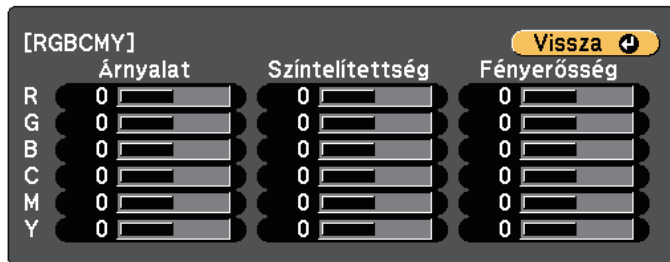 [RGBCMY] Vissza
Árnyalat Színtelítettség Fényerősség
R 0 0 0
G 0 0 0
B 0 0 0
C 0 0 0
M 0 0 0
Y 0 0 0